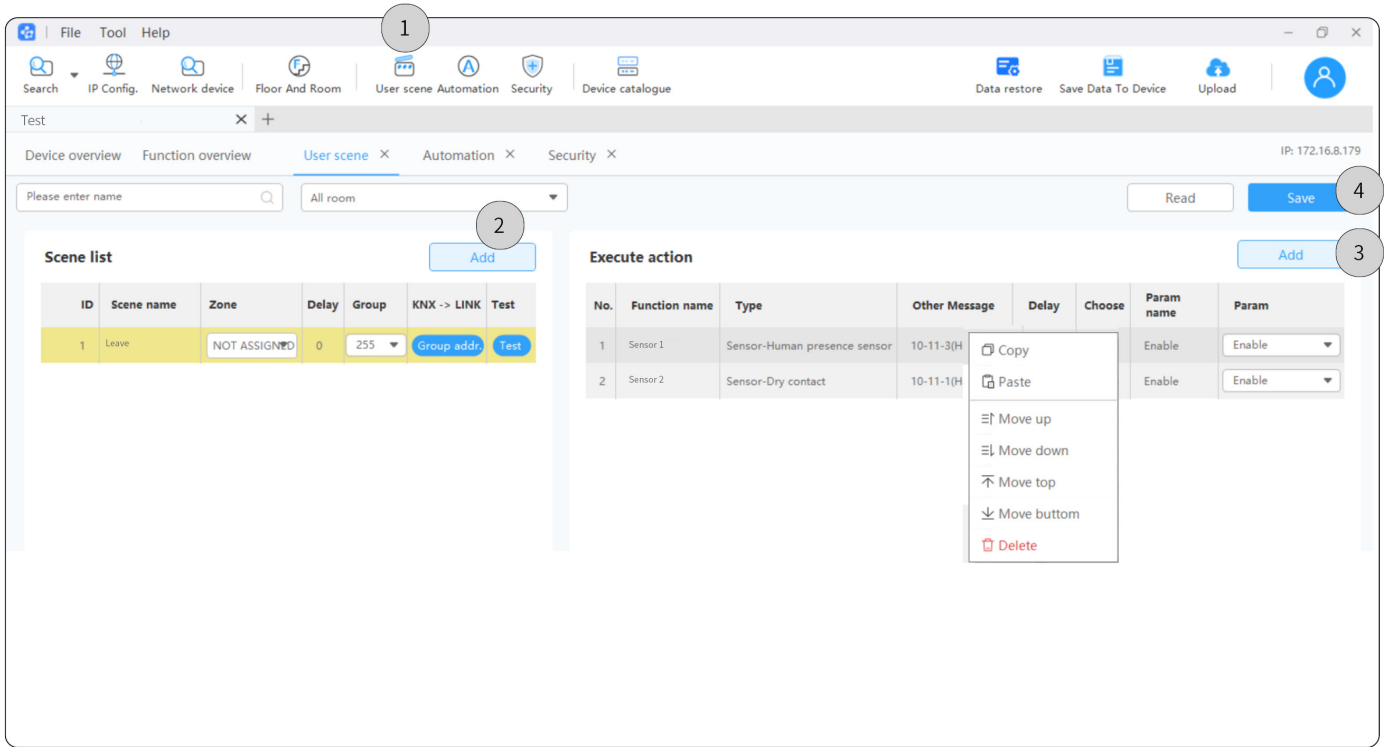 1
File Tool Help
Search IP Config. Network device Floor And Room User scene Automation Security Device catalogue Data restore Save Data To Device Upload
Test
Device overview Function overview User scene Automation Security IP: 172.16.8.179
4
Please enter name All room Read Save
2
3
Scene list Add Execute action Add
ID Scene name Zone Delay Group KNX -> LINK Test No. Function name Type Other Message Delay Choose Param name Param
1 Leave NOT ASSIGNED 0 255 Group addr. Test 1 Sensor 1 Sensor-Human presence sensor 10-11-3(H Enable Enable
2 Sensor 2 Sensor-Dry contact 10-11-1(H Enable Enable
Copy
Paste
Move up
Move down
Move top
Move buttom
Delete